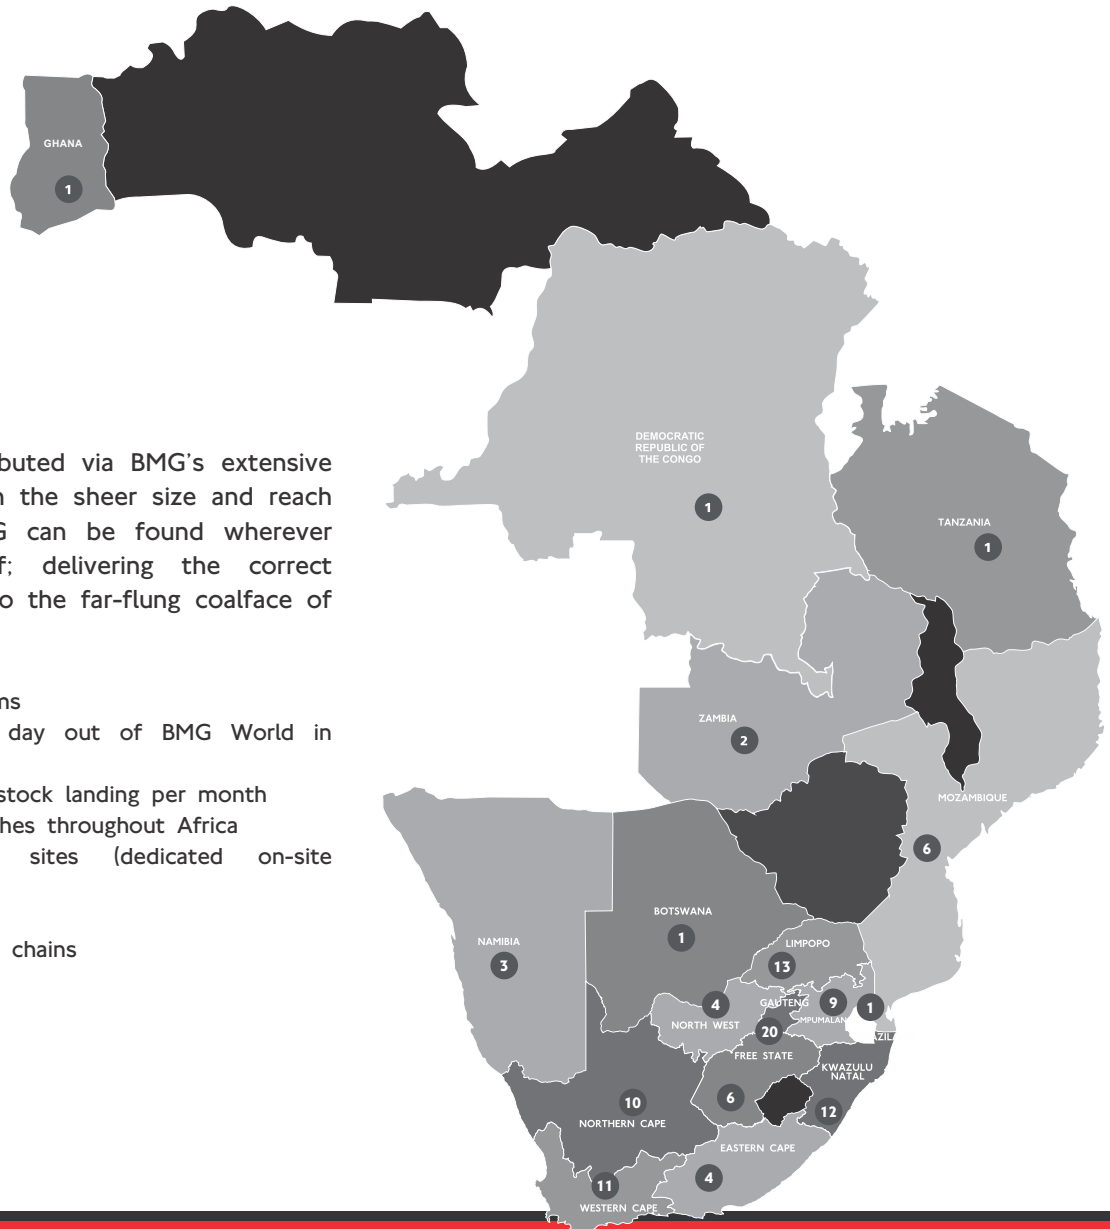 GHANA
1
buted via BMG's extensive
n the sheer size and reach
G can be found wherever
f; delivering the correct
o the far-flung coalface of
ms
day out of BMG World in
stock landing per month
hes throughout Africa
sites (dedicated on-site
chains
DEMOCRATIC
REPUBLIC OF
THE CONGO
1
TANZANIA
1
ZAMBIA
2
MOZAMBIQUE
6
NAMIBIA
3
BOTSWANA
1
LIMPOPO
13
4
NORTH WEST
GAUTENG
20
9
MPUMALAN
1
AZILA
FREE STATE
6
KWAZULU
NATAL
12
10
NORTHERN CAPE
EASTERN CAPE
4
11
WESTERN CAPE